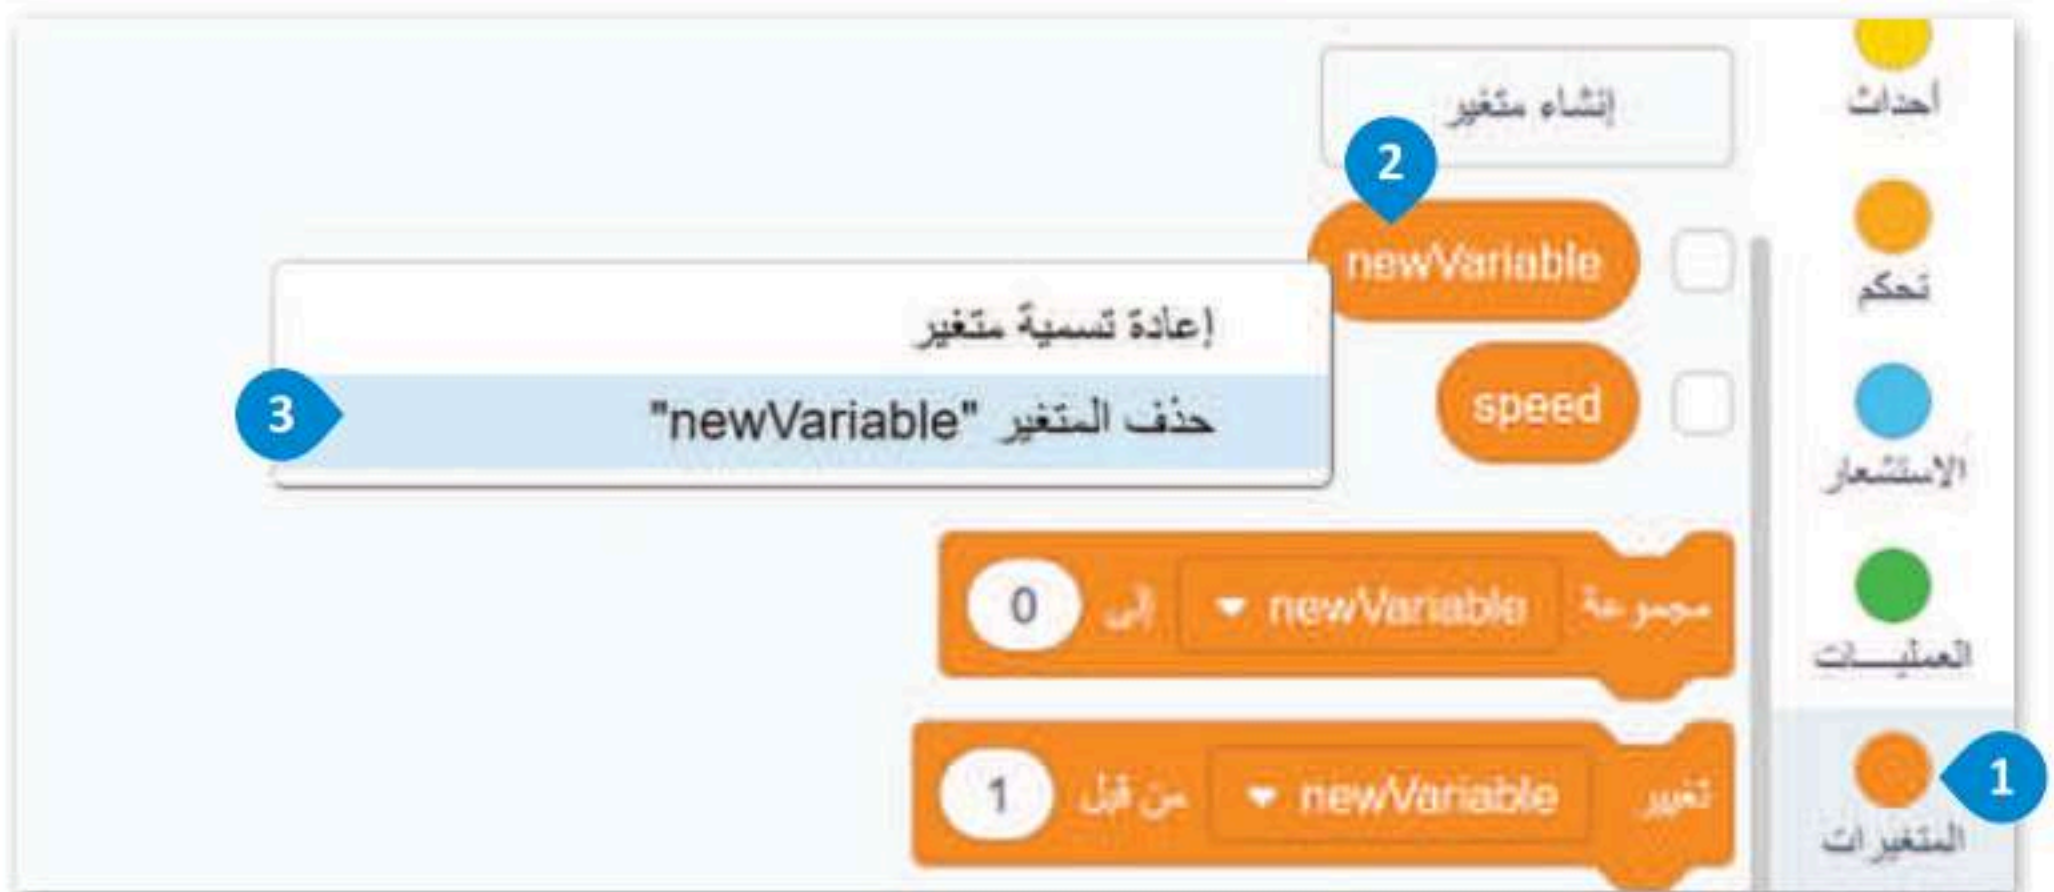 أحداث
تحكم
الاستشعار
العمليـــات
المتغيرات
1
إنشاء متغير
2
newVariable
speed
إعادة تسمية متغير
حذف المتغير "newVariable"
3
مجموعة newVariable إلى 0
تغيير newVariable من قبل 1